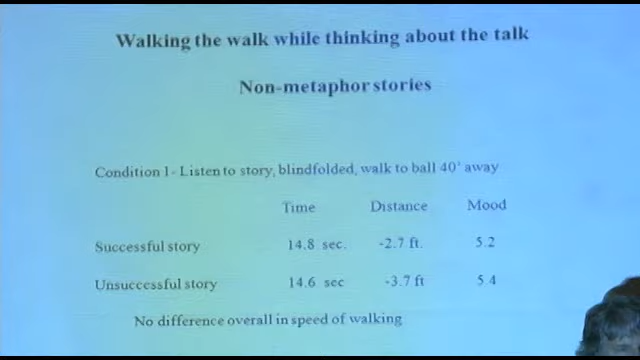 Walking the walk while thinking about the talk
Non-metaphor stories
Condition 1- Listen to story, blindfolded, walk to ball 40' away
Time Distance Mood
Successful story 14.8 sec. -2.7 ft. 5.2
Unsuccessful story 14.6 sec -3.7 ft 5 4
No difference overall in speed of walking